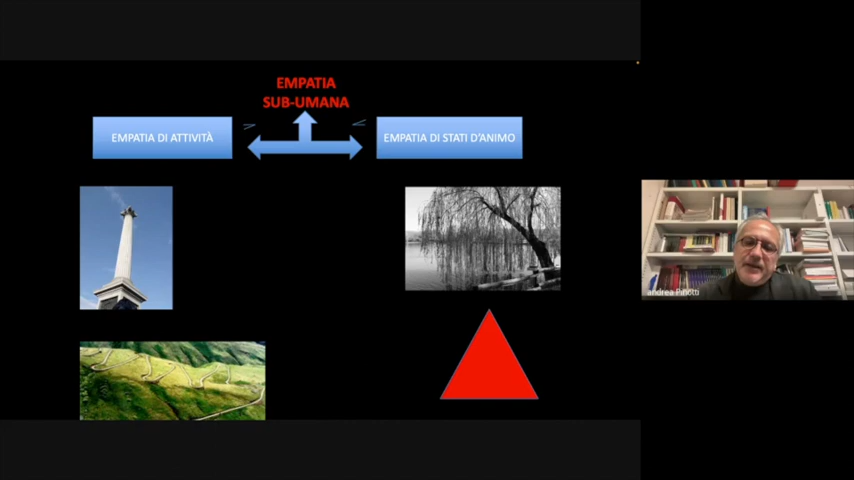 EMPATIA
SUB-UMANA
EMPATIA DI ATTIVITÀ
EMPATIA DI STATI D'ANIMO
andrea Pinotti